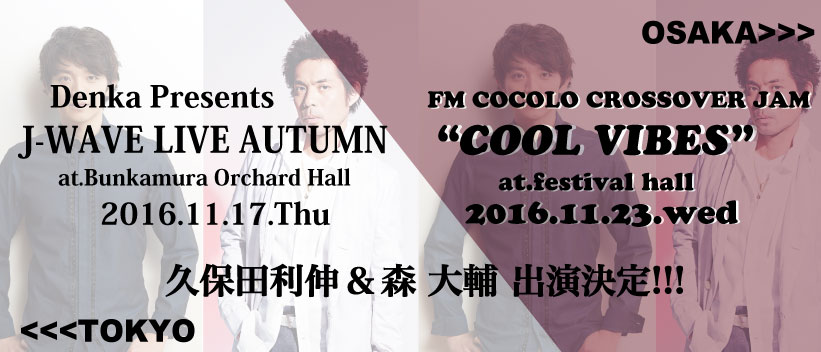 OSAKA>>>
Denka Presents
J-WAVE LIVE AUTUMN
at.Bunkamura Orchard Hall
2016.11.17.Thu
FM COCOLO CROSSOVER JAM
“COOL VIBES”
at.festival hall
2016.11.23.wed
久保田利伸&森 大輔 出演決定!!!
<<<TOKYO